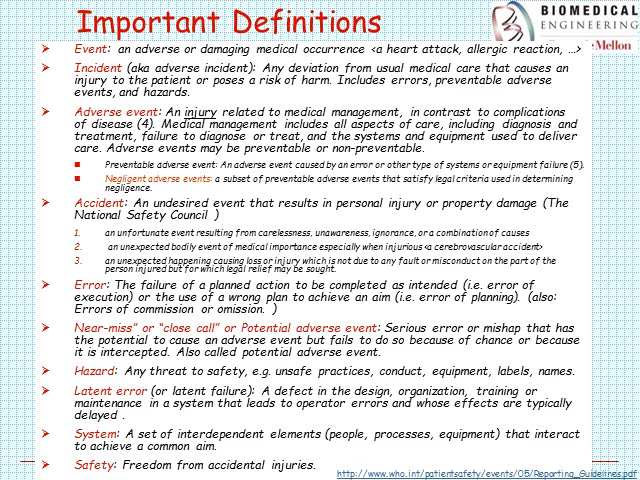 Important Definitions
BIOMEDICAL
ENGINEERING
Mellon
➢ Event: an adverse or damaging medical occurrence <a heart attack, allergic reaction, …>
➢ Incident (aka adverse incident): Any deviation from usual medical care that causes an
injury to the patient or poses a risk of harm. Includes errors, preventable adverse
events, and hazards.
➢ Adverse event: An injury related to medical management, in contrast to complications
of disease (4). Medical management includes all aspects of care, including diagnosis and
treatment, failure to diagnose or treat, and the systems and equipment used to deliver
care. Adverse events may be preventable or non-preventable.
■ Preventable adverse event: An adverse event caused by an error or other type of systems or equipment failure (5).
■ Negligent adverse events: a subset of preventable adverse events that satisfy legal criteria used in determining
negligence.
➢ Accident: An undesired event that results in personal injury or property damage (The
National Safety Council )
1. an unfortunate event resulting from carelessness, unawareness, ignorance, or a combination of causes
2. an unexpected bodily event of medical importance especially when injurious <a cerebrovascular accident>
3. an unexpected happening causing loss or injury which is not due to any fault or misconduct on the part of the
person injured but for which legal relief may be sought.
➢ Error: The failure of a planned action to be completed as intended (i.e. error of
execution) or the use of a wrong plan to achieve an aim (i.e. error of planning). (also:
Errors of commission or omission. )
➢ Near-miss” or “close call” or Potential adverse event: Serious error or mishap that has
the potential to cause an adverse event but fails to do so because of chance or because
it is intercepted. Also called potential adverse event.
➢ Hazard: Any threat to safety, e.g. unsafe practices, conduct, equipment, labels, names.
➢ Latent error (or latent failure): A defect in the design, organization, training or
maintenance in a system that leads to operator errors and whose effects are typically
delayed .
➢ System: A set of interdependent elements (people, processes, equipment) that interact
to achieve a common aim.
➢ Safety: Freedom from accidental injuries.
http://www.who.int/patientsafety/events/05/Reporting_Guidelines.pdf